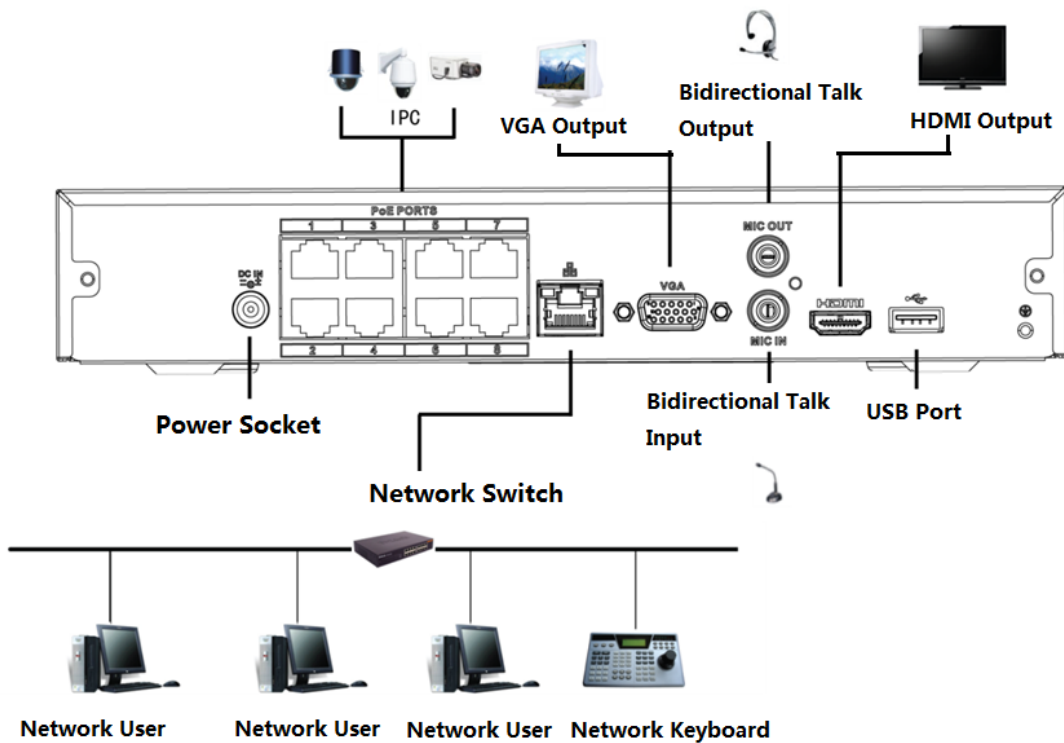 IPC
VGA Output
Bidirectional Talk
Output
HDMI Output
PoE PORTS
1 3 5 7
DC IN
VGA
MIC OUT
HDMI
MIC IN
2 4 6 8
Power Socket
Bidirectional Talk
Input
USB Port
Network Switch
Network User
Network User
Network User
Network Keyboard